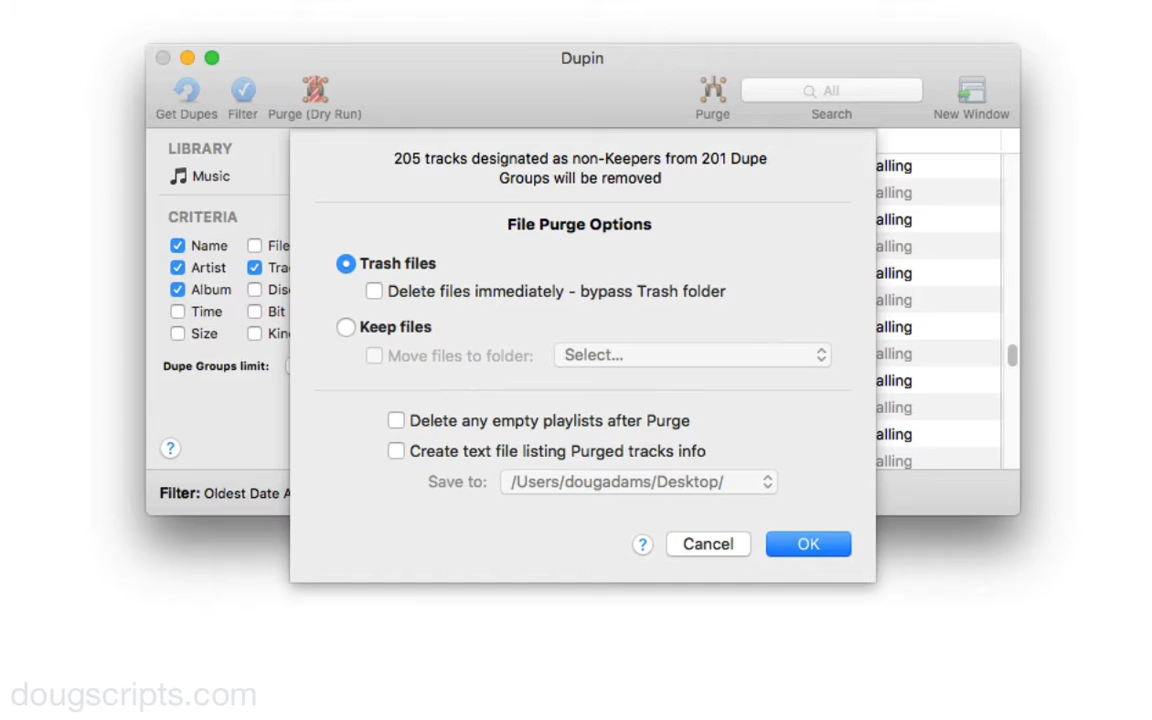 Dupin
Get Dupes
Filter
Purge (Dry Run)
Purge
All
Search
New Window
LIBRARY
Music
CRITERIA
Name
File
Artist
Album
Time
Bit
Size
Dupe Groups limit:
?
Filter: Oldest Date A
205 tracks designated as non-Keepers from 201 Dupe
Groups will be removed
File Purge Options
Trash files
Delete files immediately - bypass Trash folder
Keep files
Move files to folder:
Select...
Delete any empty playlists after Purge
Create text file listing Purged tracks info
Save to:
/Users/dougadams/Desktop/
?
Cancel
OK
alling
alling
alling
alling
alling
alling
alling
alling
alling
alling
alling
alling
dougscripts.com